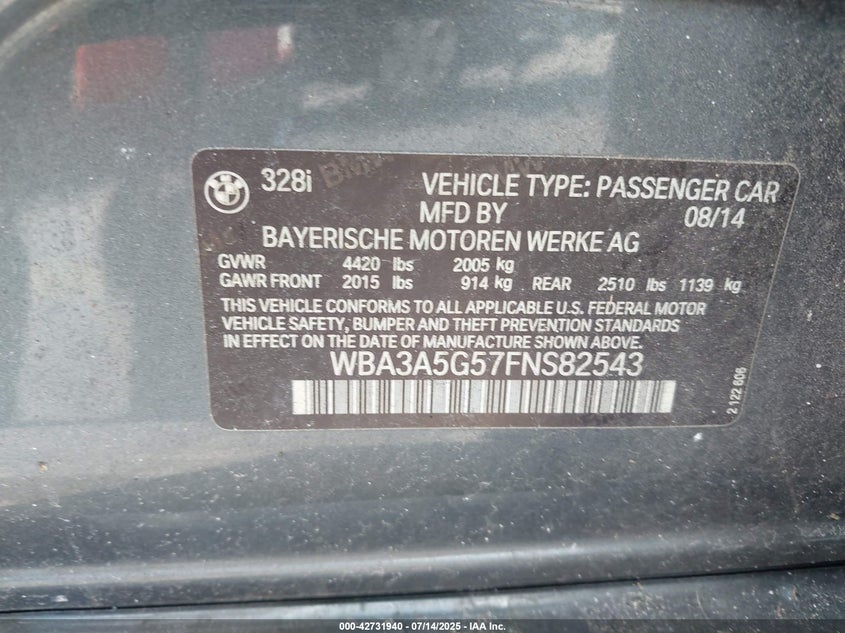 328i VEHICLE TYPE: PASSENGER CAR
MFD BY 08/14
BAYERISCHE MOTOREN WERKE AG
GVWR 4420 lbs 2005 kg
GAWR FRONT 2015 lbs 914 kg REAR 2510 lbs 1139 kg
THIS VEHICLE CONFORMS TO ALL APPLICABLE U.S. FEDERAL MOTOR
VEHICLE SAFETY, BUMPER AND THEFT PREVENTION STANDARDS
IN EFFECT ON THE DATE OF MANUFACTURE SHOWN ABOVE.
WBA3A5G57FNS82543
2 122 606
000-42731940 - 07/14/2025 - IAA Inc.